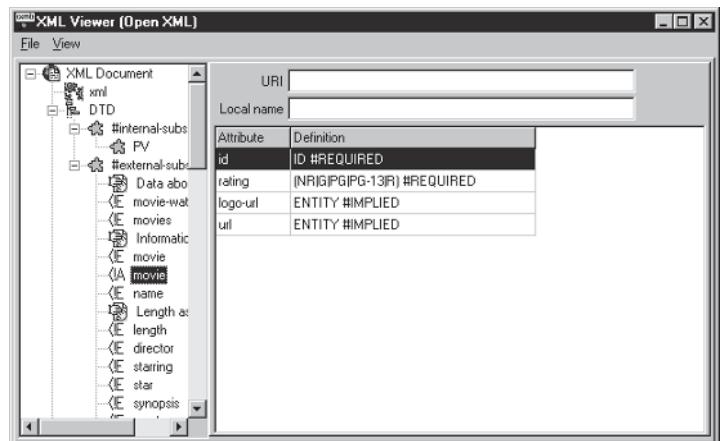 XML Viewer (Open XML)
File View
XML Document
xml
DTD
#internal-subs
PV
#external-subs
Data abo
movie-wat
movies
Informatic
movie
movie
name
Length as
length
director
starring
star
synopsis
URI
Local name
Attribute Definition
id ID #REQUIRED
rating (NR|G|PG|PG-13|R) #REQUIRED
logo-url ENTITY #IMPLIED
url ENTITY #IMPLIED